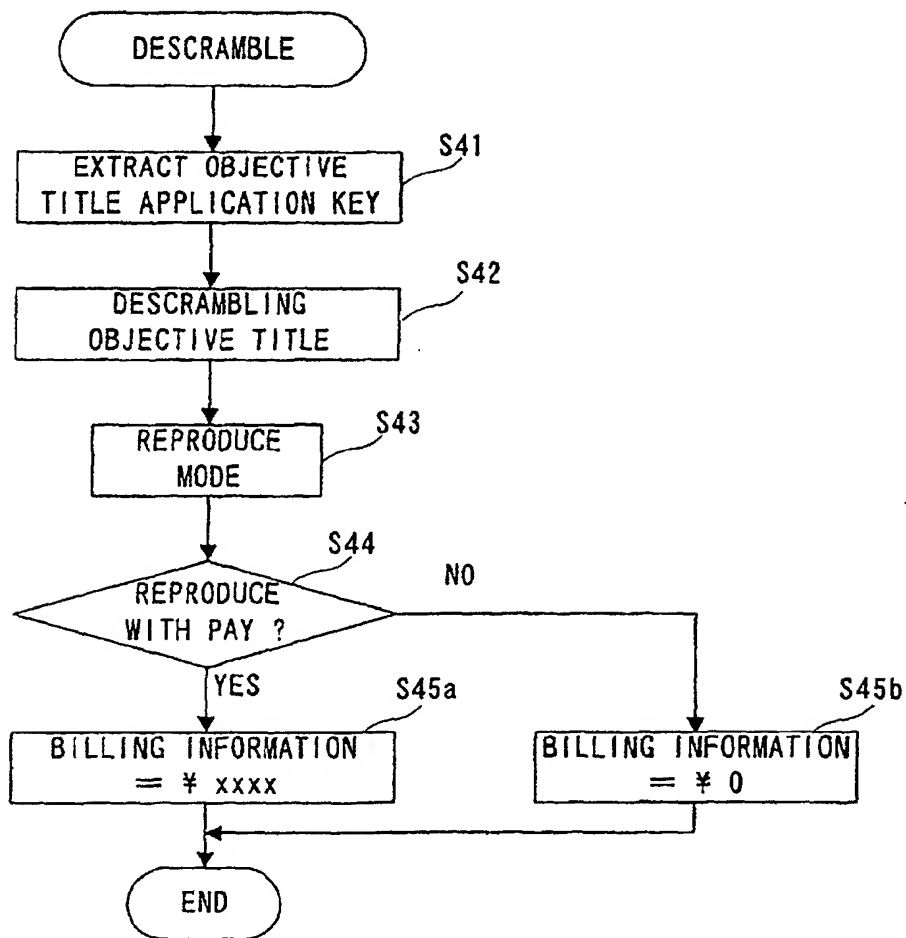 DESCRAMBLE
S41
EXTRACT OBJECTIVE
TITLE APPLICATION KEY
S42
DESCRAMBLING
OBJECTIVE TITLE
S43
REPRODUCE
MODE
S44
REPRODUCE
WITH PAY ?
NO
YES
S45a
BILLING INFORMATION
= ¥ xxxx
S45b
BILLING INFORMATION
= ¥ 0
END